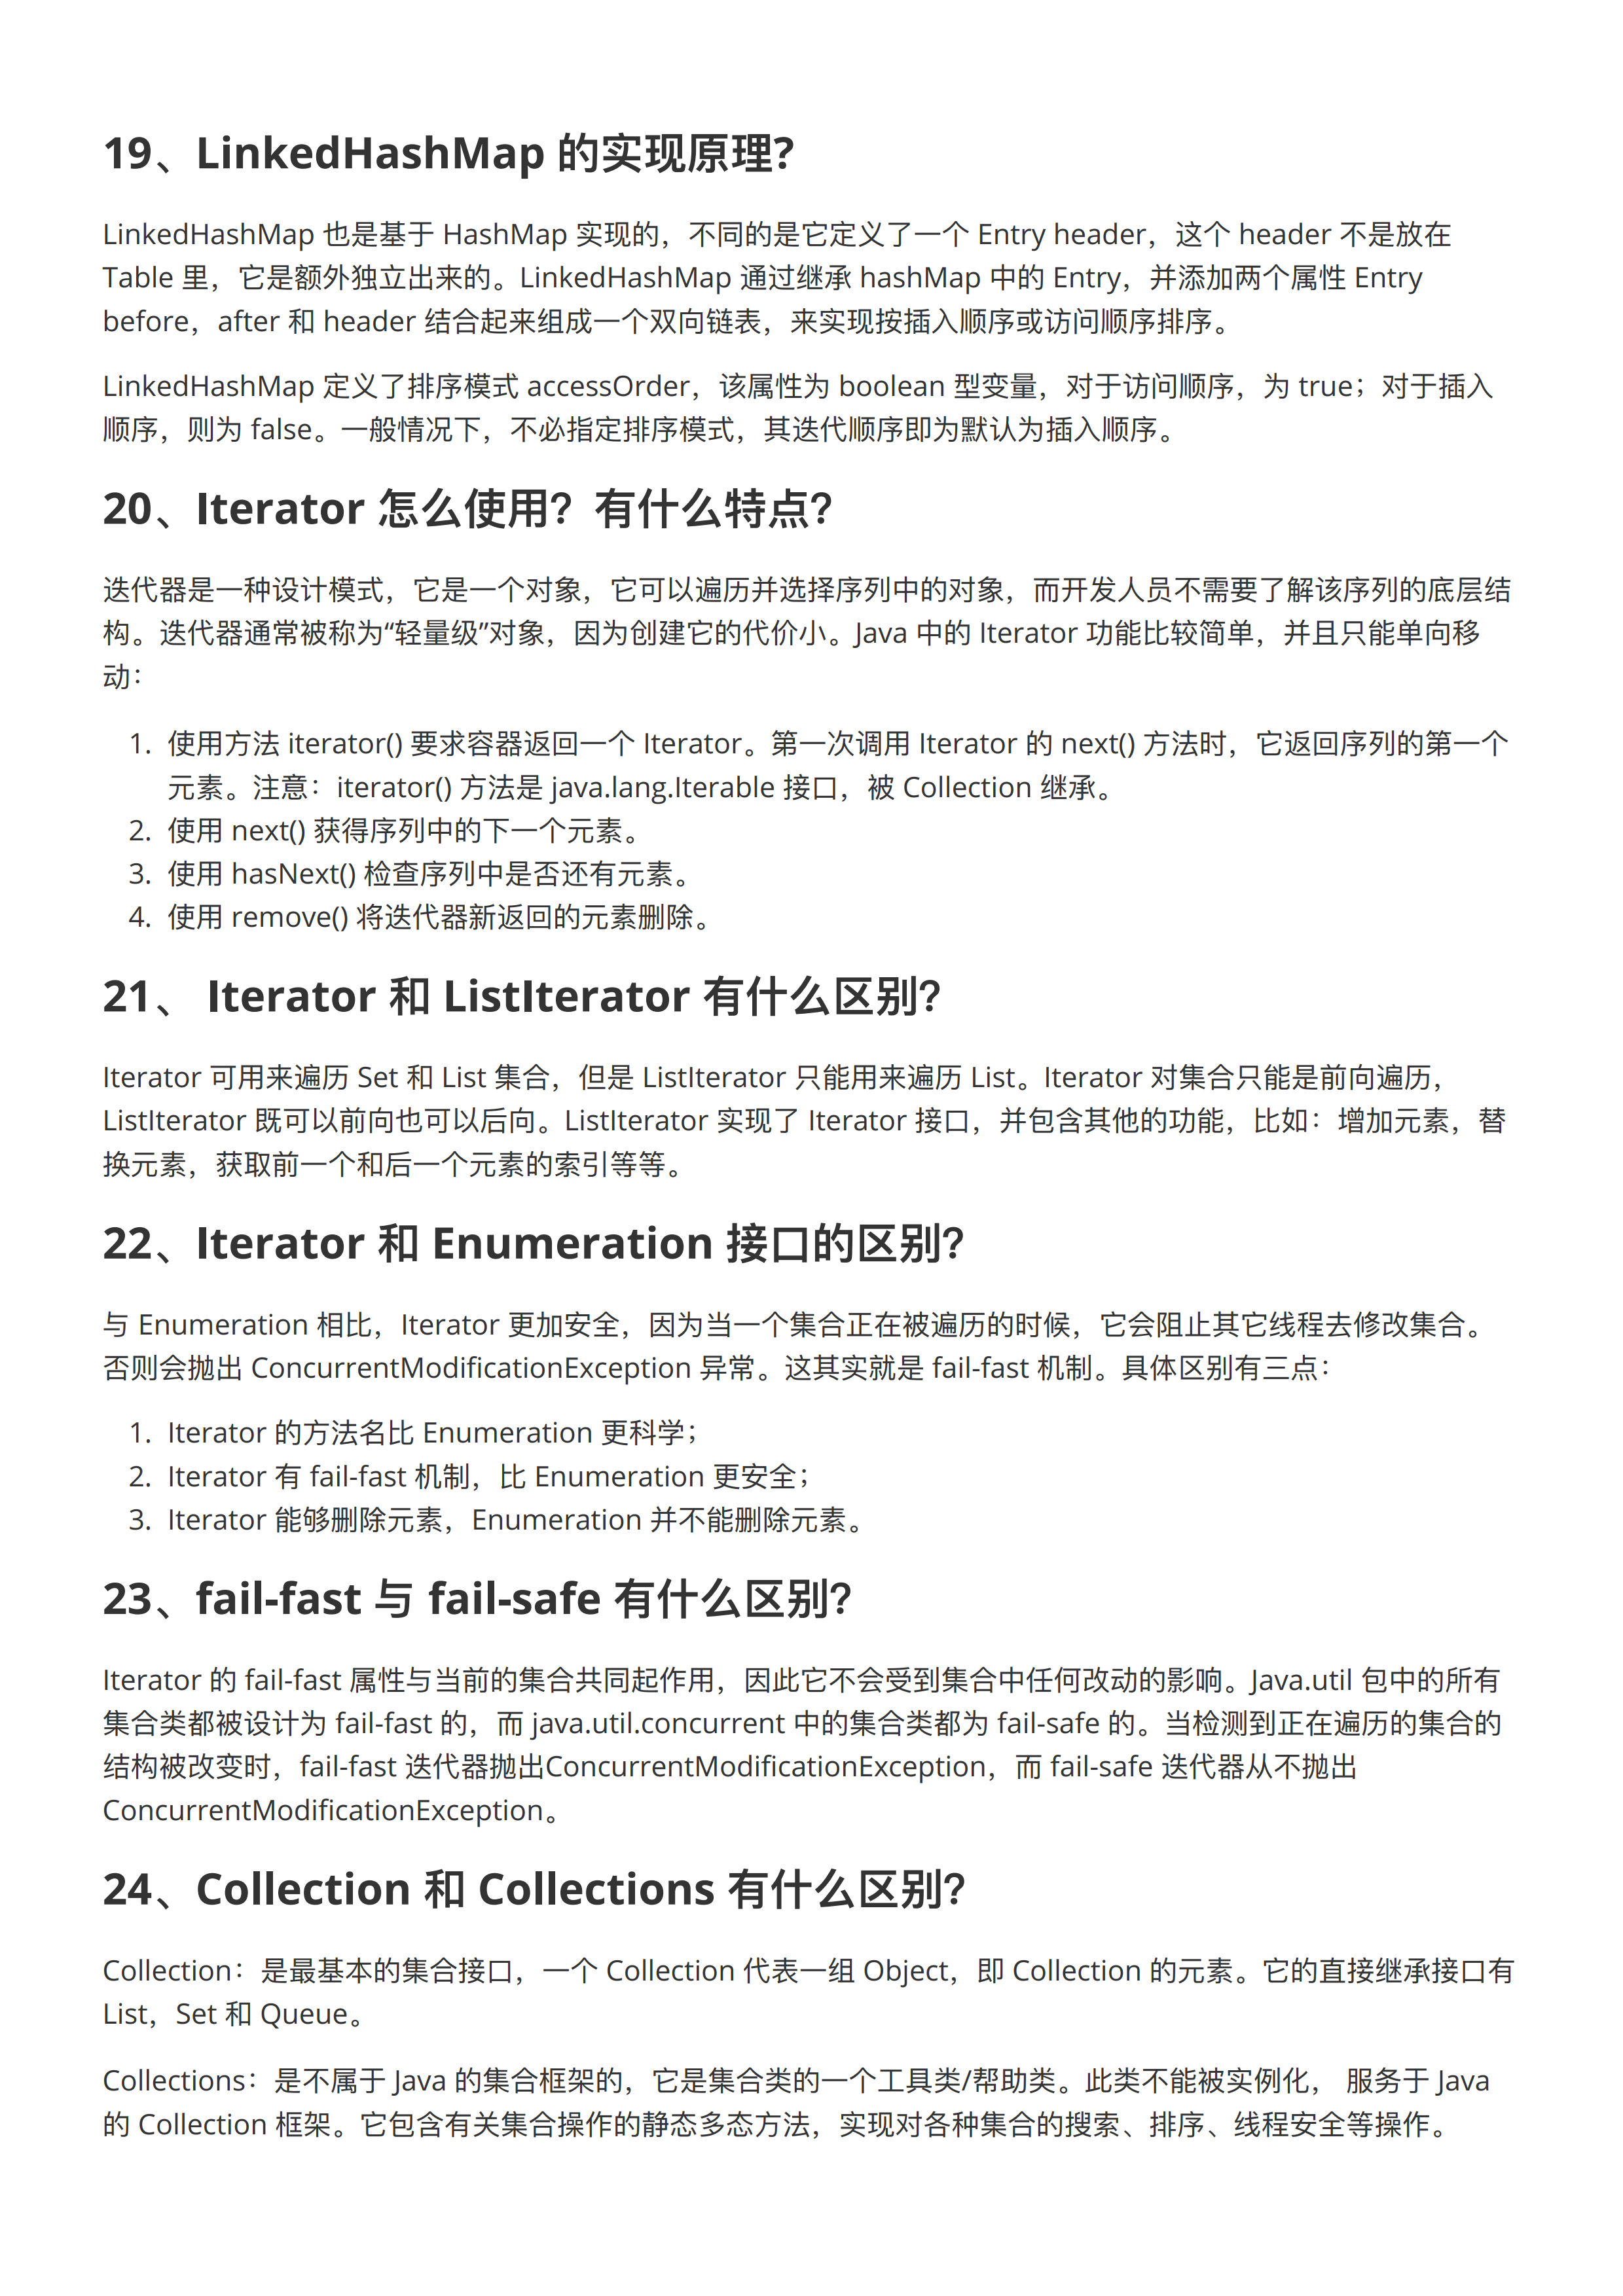 19、LinkedHashMap 的实现原理?
LinkedHashMap 也是基于 HashMap 实现的，不同的是它定义了一个 Entry header，这个 header 不是放在
Table 里，它是额外独立出来的。LinkedHashMap 通过继承 hashMap 中的 Entry，并添加两个属性 Entry
before，after 和 header 结合起来组成一个双向链表，来实现按插入顺序或访问顺序排序。
LinkedHashMap 定义了排序模式 accessOrder，该属性为 boolean 型变量，对于访问顺序，为 true；对于插入
顺序，则为 false。一般情况下，不必指定排序模式，其迭代顺序即为默认为插入顺序。
20、Iterator 怎么使用？有什么特点？
迭代器是一种设计模式，它是一个对象，它可以遍历并选择序列中的对象，而开发人员不需要了解该序列的底层结
构。迭代器通常被称为“轻量级”对象，因为创建它的代价小。Java 中的 Iterator 功能比较简单，并且只能单向移
动：
1. 使用方法 iterator() 要求容器返回一个 Iterator。第一次调用 Iterator 的 next() 方法时，它返回序列的第一个
元素。注意：iterator() 方法是 java.lang.Iterable 接口，被 Collection 继承。
2. 使用 next() 获得序列中的下一个元素。
3. 使用 hasNext() 检查序列中是否还有元素。
4. 使用 remove() 将迭代器新返回的元素删除。
21、 Iterator 和 ListIterator 有什么区别？
Iterator 可用来遍历 Set 和 List 集合，但是 ListIterator 只能用来遍历 List。Iterator 对集合只能是前向遍历，
ListIterator 既可以前向也可以后向。ListIterator 实现了 Iterator 接口，并包含其他的功能，比如：增加元素，替
换元素，获取前一个和后一个元素的索引等等。
22、Iterator 和 Enumeration 接口的区别？
与 Enumeration 相比，Iterator 更加安全，因为当一个集合正在被遍历的时候，它会阻止其它线程去修改集合。
否则会抛出 ConcurrentModificationException 异常。这其实就是 fail-fast 机制。具体区别有三点：
1. Iterator 的方法名比 Enumeration 更科学；
2. Iterator 有 fail-fast 机制，比 Enumeration 更安全；
3. Iterator 能够删除元素，Enumeration 并不能删除元素。
23、fail-fast 与 fail-safe 有什么区别？
Iterator 的 fail-fast 属性与当前的集合共同起作用，因此它不会受到集合中任何改动的影响。Java.util 包中的所有
集合类都被设计为 fail-fast 的，而 java.util.concurrent 中的集合类都为 fail-safe 的。当检测到正在遍历的集合的
结构被改变时，fail-fast 迭代器抛出ConcurrentModificationException，而 fail-safe 迭代器从不抛出
ConcurrentModificationException。
24、Collection 和 Collections 有什么区别？
Collection：是最基本的集合接口，一个 Collection 代表一组 Object，即 Collection 的元素。它的直接继承接口有
List，Set 和 Queue。
Collections：是不属于 Java 的集合框架的，它是集合类的一个工具类/帮助类。此类不能被实例化， 服务于 Java
的 Collection 框架。它包含有关集合操作的静态多态方法，实现对各种集合的搜索、排序、线程安全等操作。